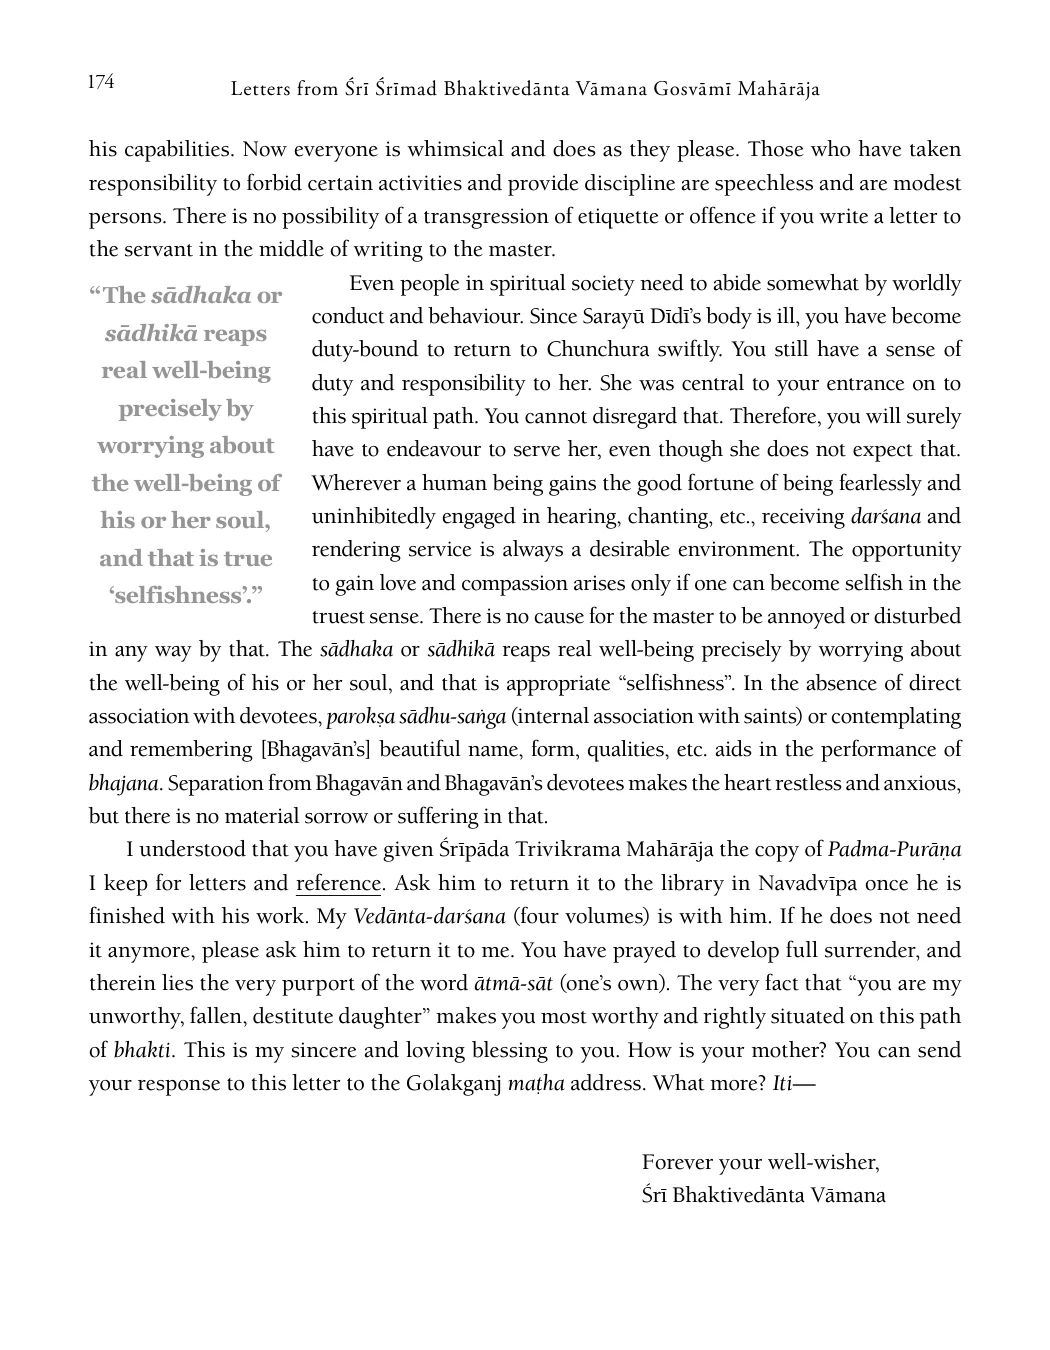 174
Letters from Śrī Śrīmad Bhaktivedānta Vāmana Gosvāmī Mahārāja
his capabilities. Now everyone is whimsical and does as they please. Those who have taken
responsibility to forbid certain activities and provide discipline are speechless and are modest
persons. There is no possibility of a transgression of etiquette or offence if you write a letter to
the servant in the middle of writing to the master.
“The sādhaka or
sādhikā reaps
real well-being
precisely by
worrying about
the well-being of
his or her soul,
and that is true
‘selfishness’.”
Even people in spiritual society need to abide somewhat by worldly
conduct and behaviour. Since Sarayū Dīdī’s body is ill, you have become
duty-bound to return to Chunchura swiftly. You still have a sense of
duty and responsibility to her. She was central to your entrance on to
this spiritual path. You cannot disregard that. Therefore, you will surely
have to endeavour to serve her, even though she does not expect that.
Wherever a human being gains the good fortune of being fearlessly and
uninhibitedly engaged in hearing, chanting, etc., receiving darśana and
rendering service is always a desirable environment. The opportunity
to gain love and compassion arises only if one can become selfish in the
truest sense. There is no cause for the master to be annoyed or disturbed
in any way by that. The sādhaka or sādhikā reaps real well-being precisely by worrying about
the well-being of his or her soul, and that is appropriate “selfishness”. In the absence of direct
association with devotees, parokṣa sādhu-saṅga (internal association with saints) or contemplating
and remembering [Bhagavān’s] beautiful name, form, qualities, etc. aids in the performance of
bhajana. Separation from Bhagavān and Bhagavān’s devotees makes the heart restless and anxious,
but there is no material sorrow or suffering in that.
I understood that you have given Śrīpāda Trivikrama Mahārāja the copy of Padma-Purāṇa
I keep for letters and reference. Ask him to return it to the library in Navadvīpa once he is
finished with his work. My Vedānta-darśana (four volumes) is with him. If he does not need
it anymore, please ask him to return it to me. You have prayed to develop full surrender, and
therein lies the very purport of the word ātmā-sāt (one’s own). The very fact that “you are my
unworthy, fallen, destitute daughter” makes you most worthy and rightly situated on this path
of bhakti. This is my sincere and loving blessing to you. How is your mother? You can send
your response to this letter to the Golakganj maṭha address. What more? Iti—
Forever your well-wisher,
Śrī Bhaktivedānta Vāmana